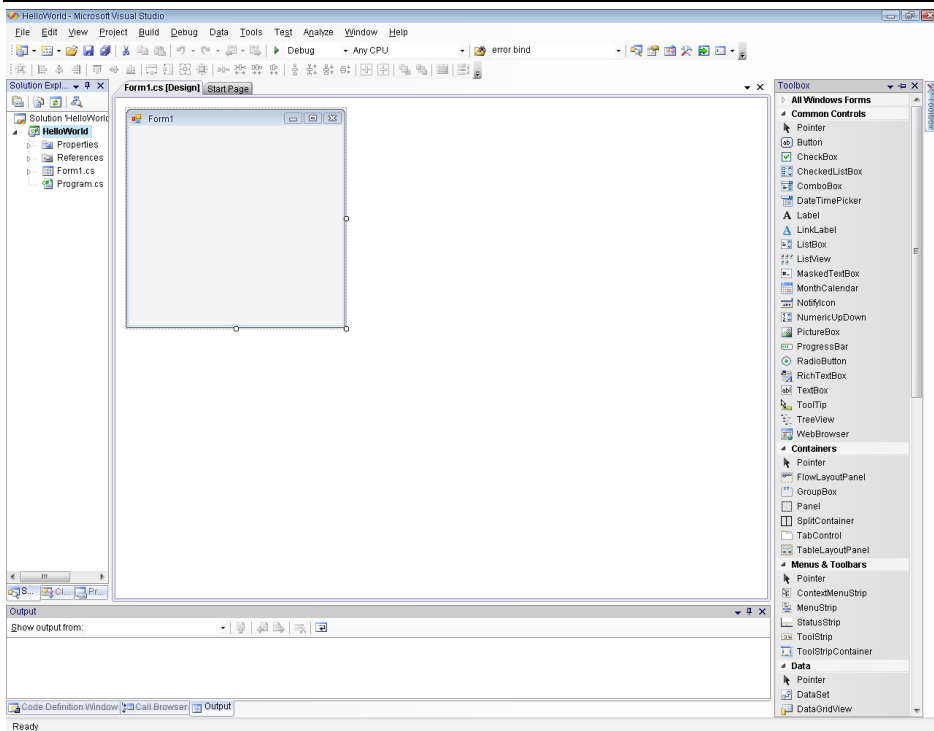 HelloWorld - Microsoft Visual Studio
File Edit View Project Build Debug Data Tools Test Analyze Window Help
Debug Any CPU error bind
Solution Expl...
Form1.cs [Design] Start Page
Solution 'HelloWorld
HelloWorld
Properties
References
Form1.cs
Program.cs
Form1
S... Cl... Pr...
Output
Show output from:
Code Definition Window Call Browser Output
Ready
Toolbox
All Windows Forms
Common Controls
Pointer
Button
CheckBox
CheckedListBox
ComboBox
DateTimePicker
Label
LinkLabel
ListBox
ListView
MaskedTextBox
MonthCalendar
NotifyIcon
NumericUpDown
PictureBox
ProgressBar
RadioButton
RichTextBox
TextBox
ToolTip
TreeView
WebBrowser
Containers
Pointer
FlowLayoutPanel
GroupBox
Panel
SplitContainer
TabControl
TableLayoutPanel
Menus & Toolbars
Pointer
ContextMenuStrip
MenuStrip
StatusStrip
ToolStrip
ToolStripContainer
Data
Pointer
DataSet
DataGridView
Toolbox